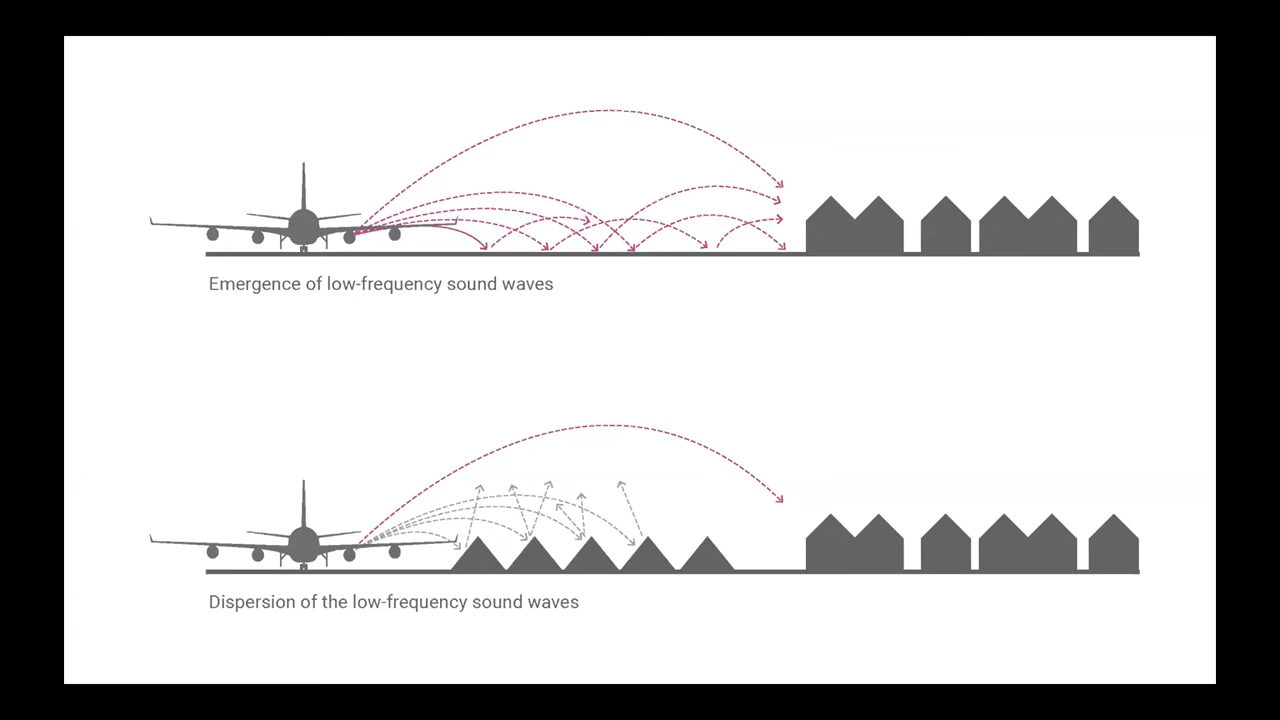 Emergence of low-frequency sound waves
Dispersion of the low-frequency sound waves